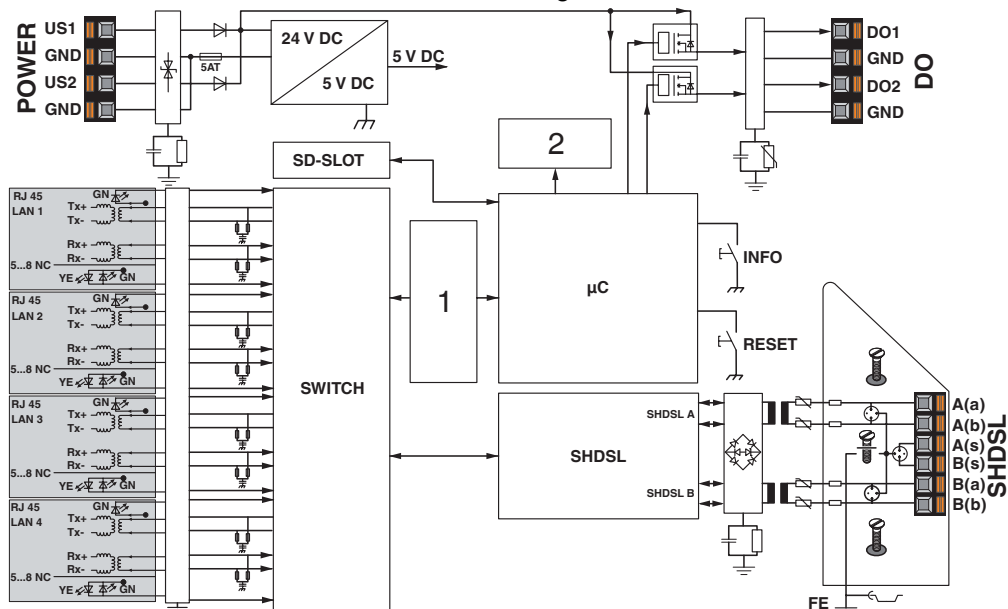 POWER
US1
GND
US2
GND
5AT
24 V DC
5 V DC
5 V DC
DO1
GND
DO2
GND
DO
SD-SLOT
2
RJ 45
LAN 1
GN
Tx+
Tx-
Rx+
Rx-
5...8 NC
YE
GN
RJ 45
LAN 2
GN
Tx+
Tx-
Rx+
Rx-
5...8 NC
YE
GN
RJ 45
LAN 3
GN
Tx+
Tx-
Rx+
Rx-
5...8 NC
YE
GN
RJ 45
LAN 4
GN
Tx+
Tx-
Rx+
Rx-
5...8 NC
YE
GN
SWITCH
1
µC
INFO
RESET
SHDSL
SHDSL A
SHDSL B
A(a)
A(b)
A(s)
B(s)
B(a)
B(b)
SHDSL
FE